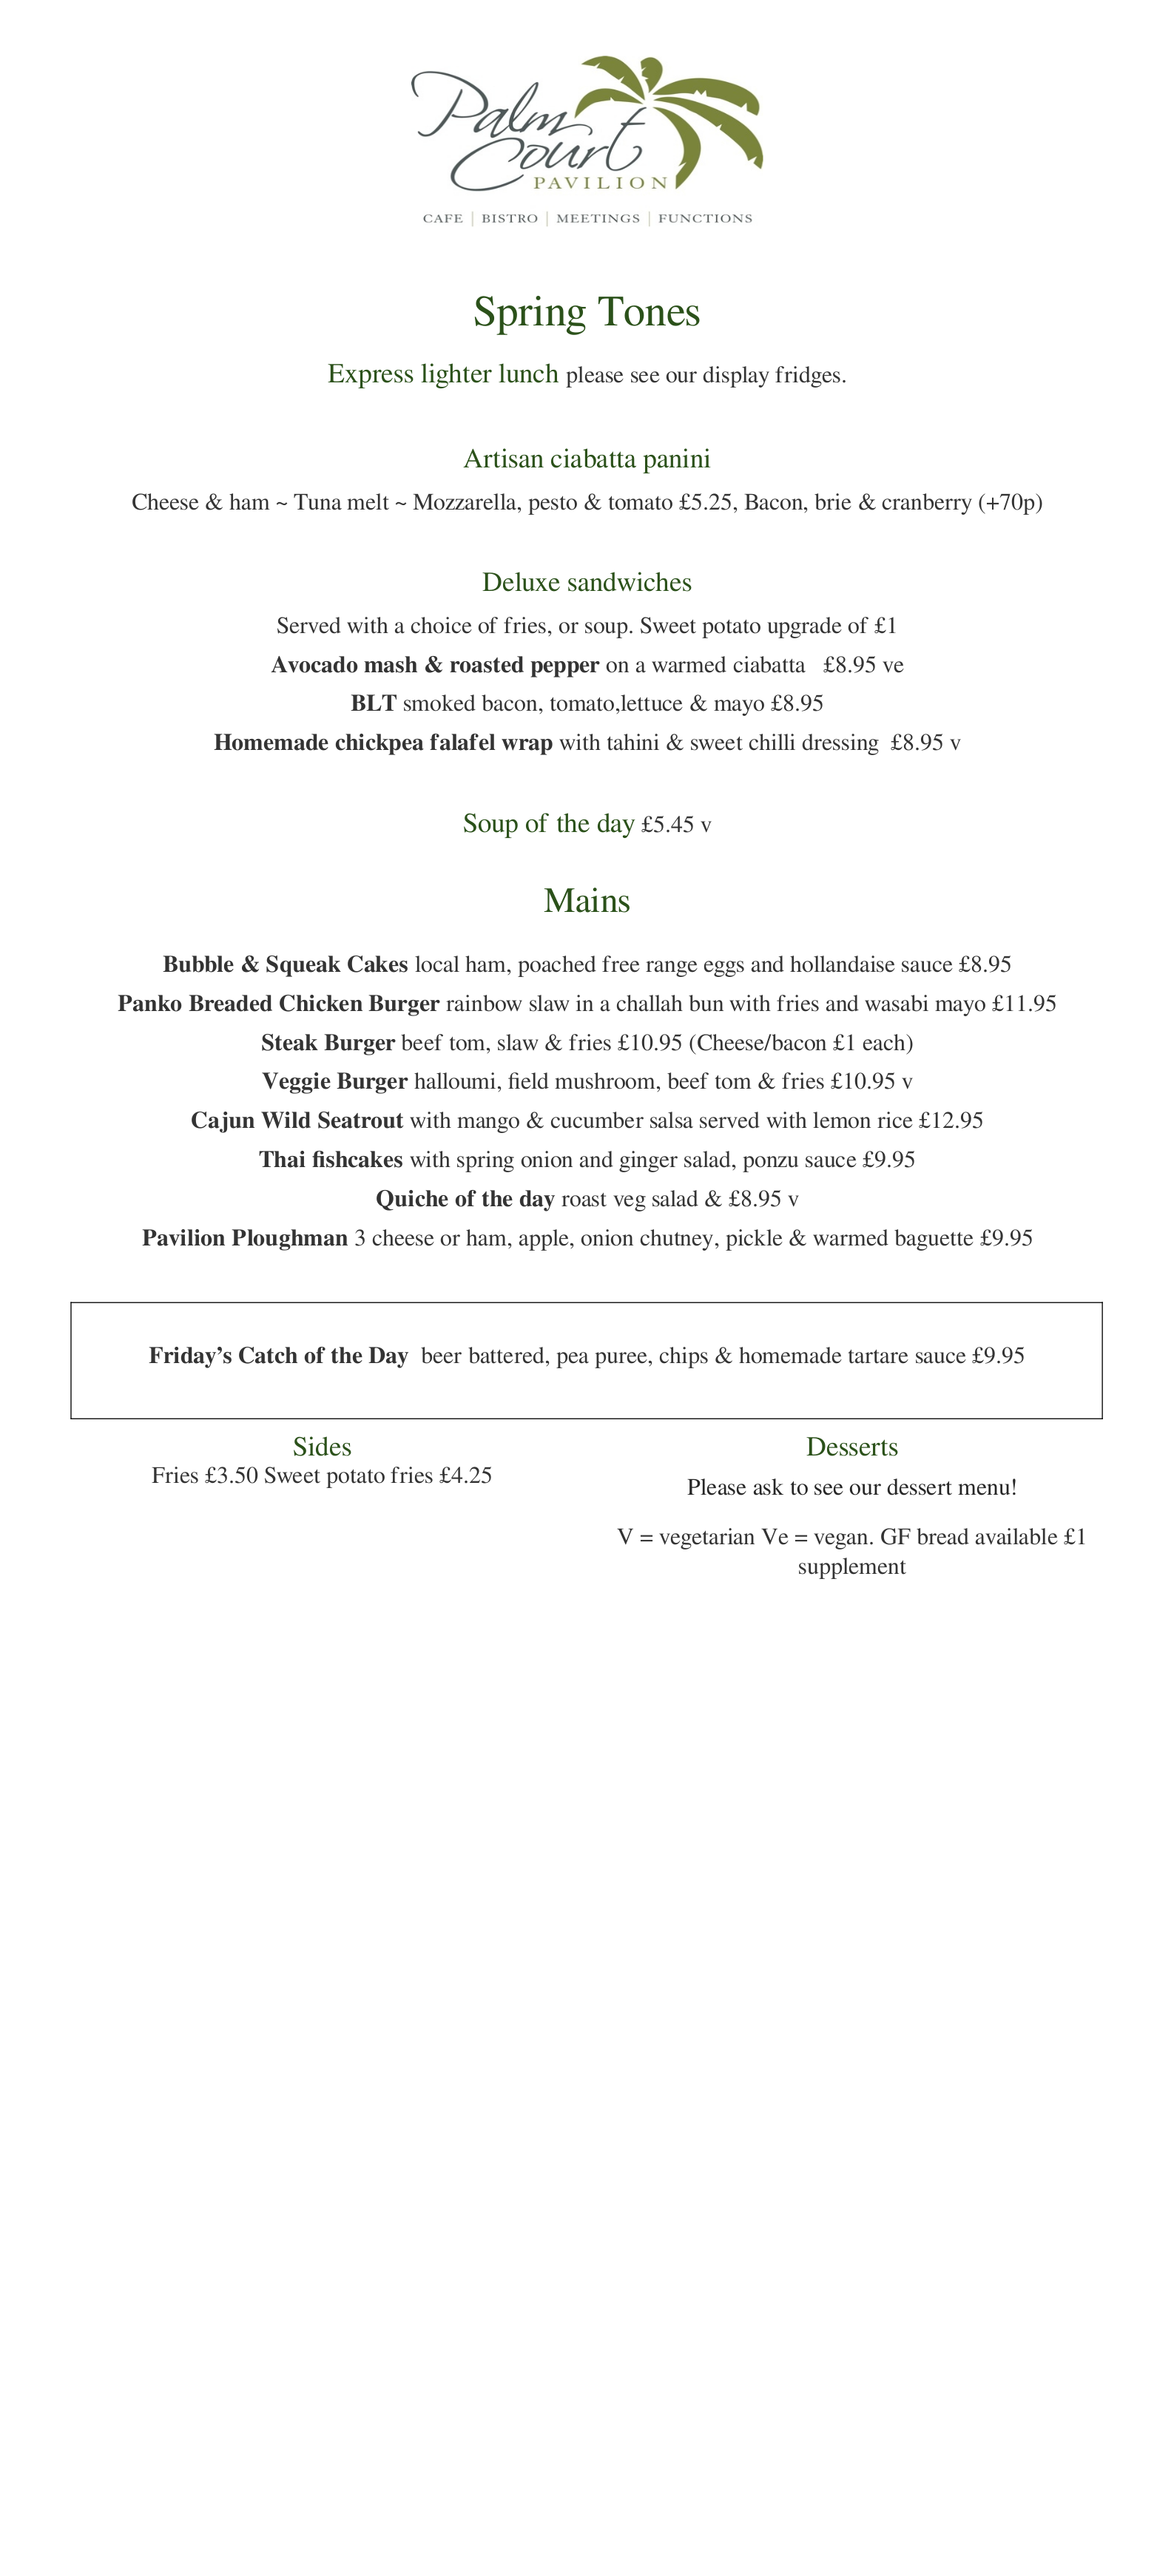 Palm
Court
PAVILION
CAFE | BISTRO | MEETINGS | FUNCTIONS
Spring Tones
Express lighter lunch please see our display fridges.
Artisan ciabatta panini
Cheese & ham ~ Tuna melt ~ Mozzarella, pesto & tomato £5.25, Bacon, brie & cranberry (+70p)
Deluxe sandwiches
Served with a choice of fries, or soup. Sweet potato upgrade of £1
Avocado mash & roasted pepper on a warmed ciabatta   £8.95 ve
BLT smoked bacon, tomato,lettuce & mayo £8.95
Homemade chickpea falafel wrap with tahini & sweet chilli dressing  £8.95 v
Soup of the day £5.45 v
Mains
Bubble & Squeak Cakes local ham, poached free range eggs and hollandaise sauce £8.95
Panko Breaded Chicken Burger rainbow slaw in a challah bun with fries and wasabi mayo £11.95
Steak Burger beef tom, slaw & fries £10.95 (Cheese/bacon £1 each)
Veggie Burger halloumi, field mushroom, beef tom & fries £10.95 v
Cajun Wild Seatrout with mango & cucumber salsa served with lemon rice £12.95
Thai fishcakes with spring onion and ginger salad, ponzu sauce £9.95
Quiche of the day roast veg salad & £8.95 v
Pavilion Ploughman 3 cheese or ham, apple, onion chutney, pickle & warmed baguette £9.95
Friday’s Catch of the Day  beer battered, pea puree, chips & homemade tartare sauce £9.95
Sides
Fries £3.50 Sweet potato fries £4.25
Desserts
Please ask to see our dessert menu!
V = vegetarian Ve = vegan. GF bread available £1
supplement